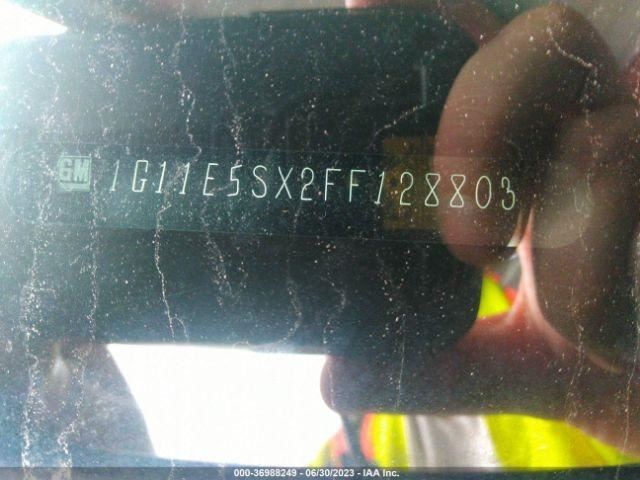 GM 1G11E5SX2FF128803
000-36988249 - 06/30/2023 - IAA Inc.